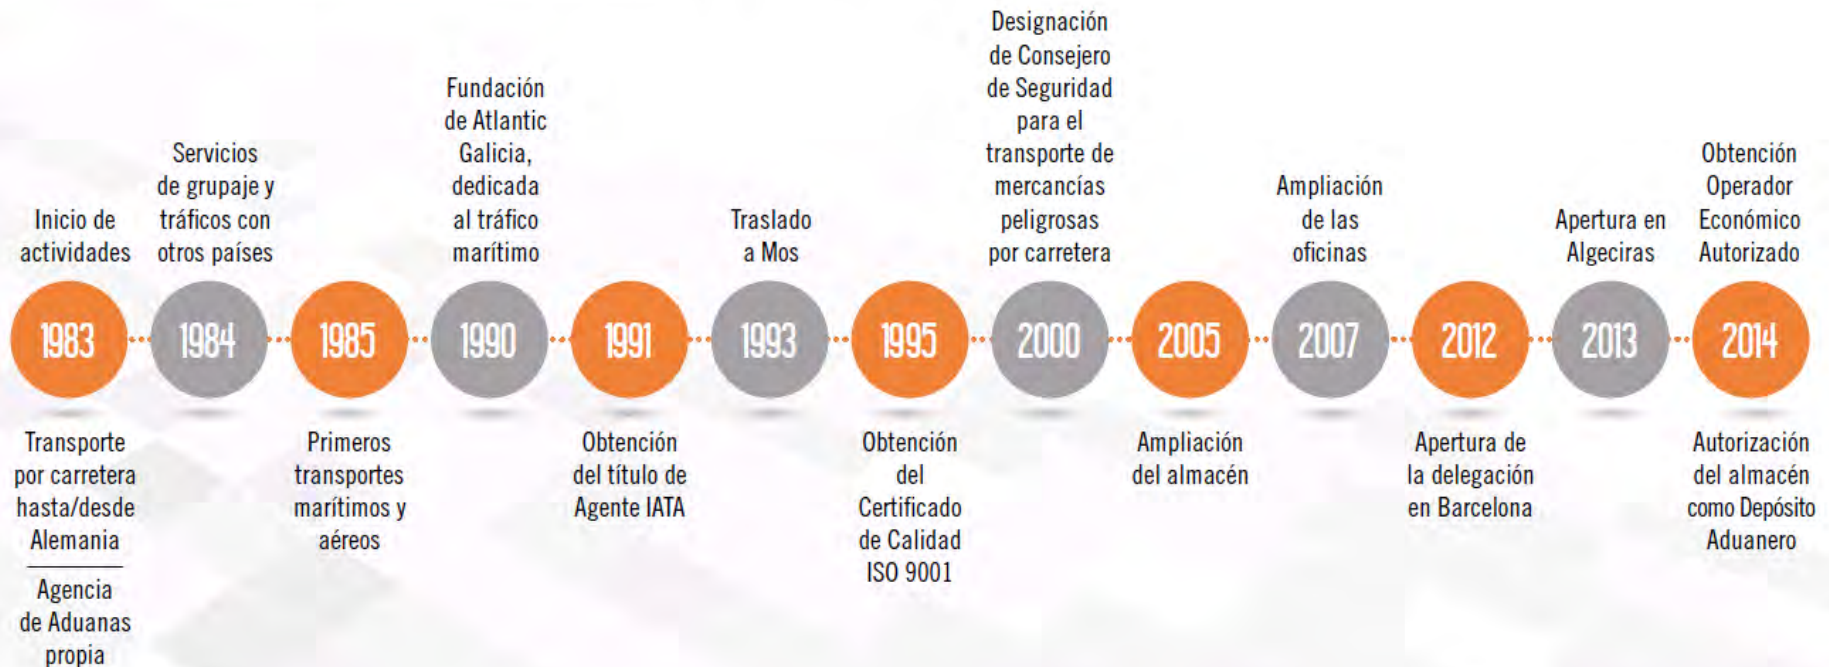 Inicio de
actividades
1983
Transporte
por carretera
hasta/desde
Alemania
Agencia
de Aduanas
propia
Servicios
de grupaje y
tráficos con
otros países
1984
1985
Primeros
transportes
marítimos y
aéreos
Fundación
de Atlantic
Galicia,
dedicada
al tráfico
marítimo
1990
1991
Obtención
del título de
Agente IATA
Traslado
a Mos
1993
1995
Obtención
del
Certificado
de Calidad
ISO 9001
Designación
de Consejero
de Seguridad
para el
transporte de
mercancías
peligrosas
por carretera
2000
2005
Ampliación
del almacén
Ampliación
de las
oficinas
2007
2012
Apertura de
la delegación
en Barcelona
Apertura en
Algeciras
2013
Obtención
Operador
Económico
Autorizado
2014
Autorización
del almacén
como Depósito
Aduanero